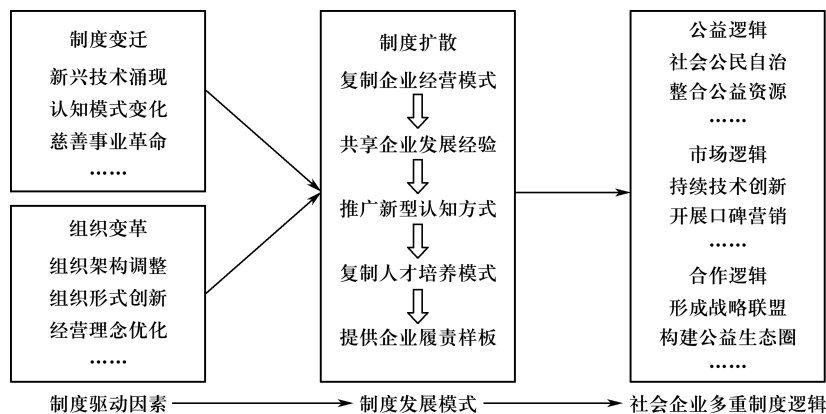 制度变迁
新兴技术涌现
认知模式变化
慈善事业革命
……
组织变革
组织架构调整
组织形式创新
经营理念优化
……
制度扩散
复制企业经营模式
共享企业发展经验
推广新型认知方式
复制人才培养模式
提供企业履责样板
公益逻辑
社会公民自治
整合公益资源
……
市场逻辑
持续技术创新
开展口碑营销
……
合作逻辑
形成战略联盟
构建公益生态圈
……
制度驱动因素
制度发展模式
社会企业多重制度逻辑